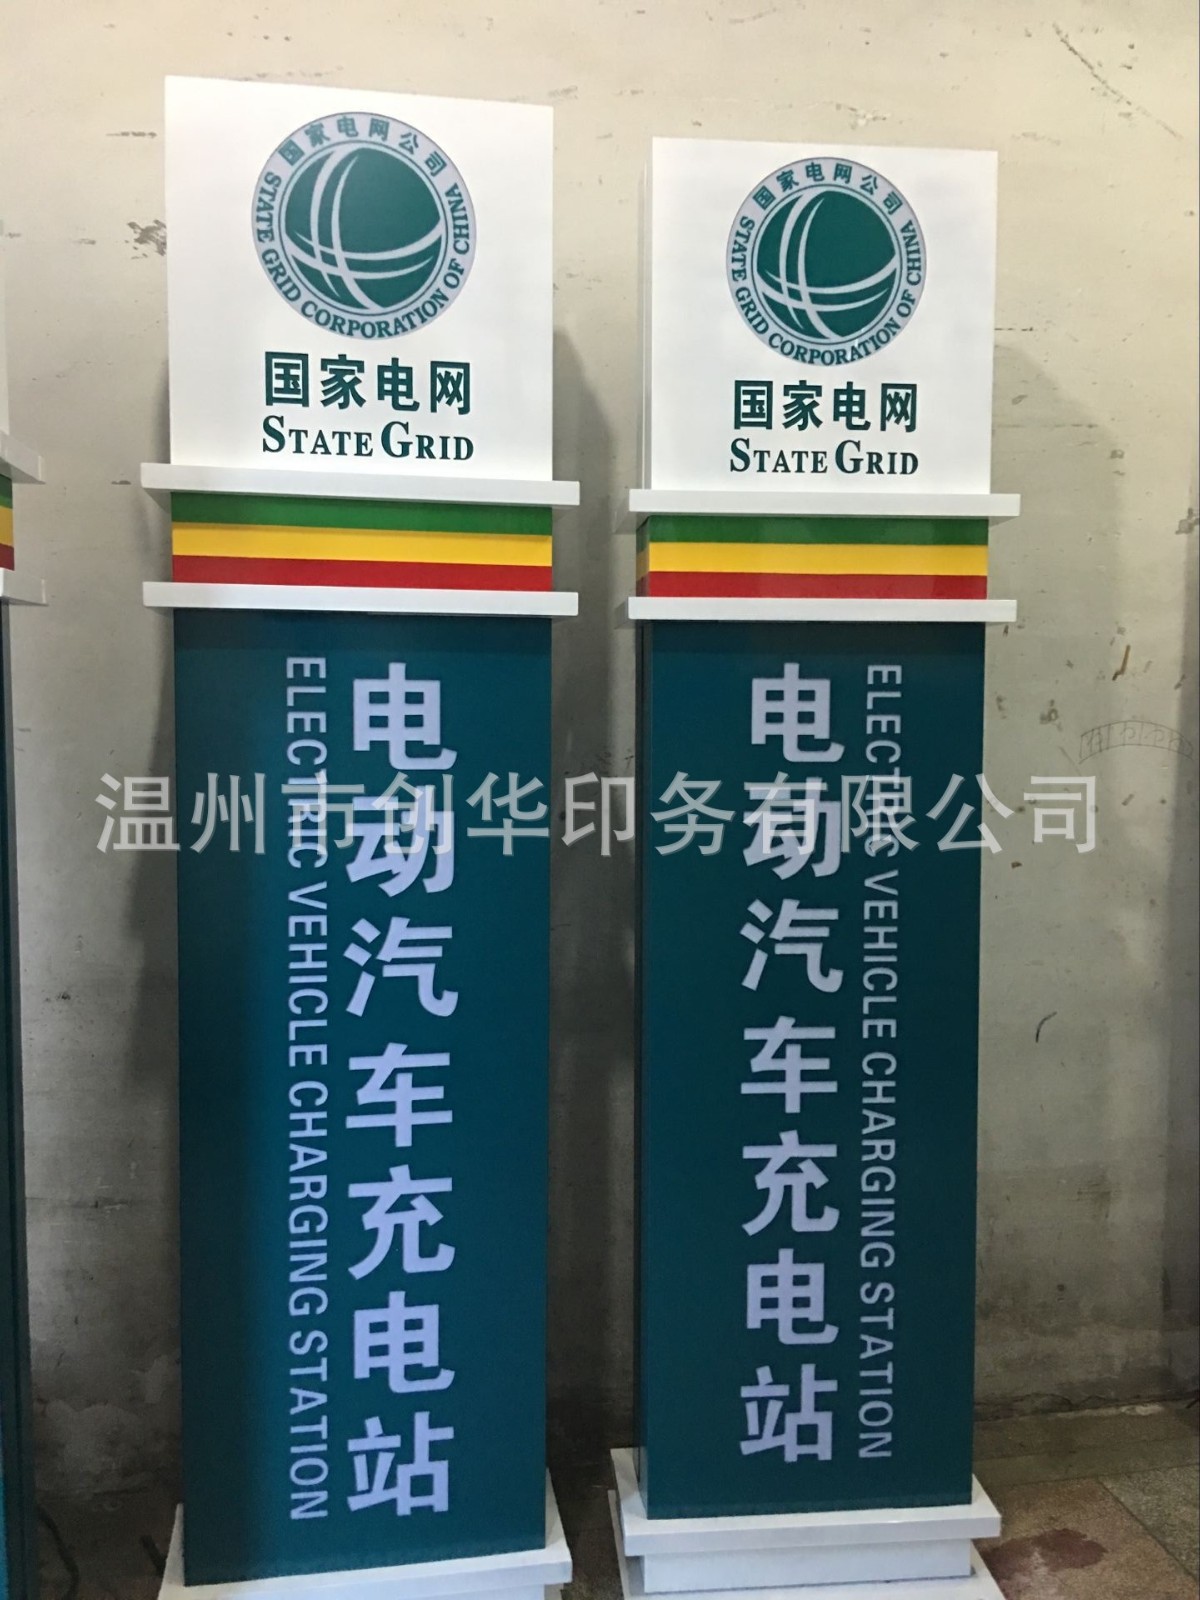 国家电网公司
STATE GRID CORPORATION OF CHINA
国家电网
STATE GRID
电动汽车充电站
ELECTRIC VEHICLE CHARGING STATION
国家电网公司
STATE GRID CORPORATION OF CHINA
国家电网
STATE GRID
电动汽车充电站
ELECTRIC VEHICLE CHARGING STATION
温州市创华印务有限公司